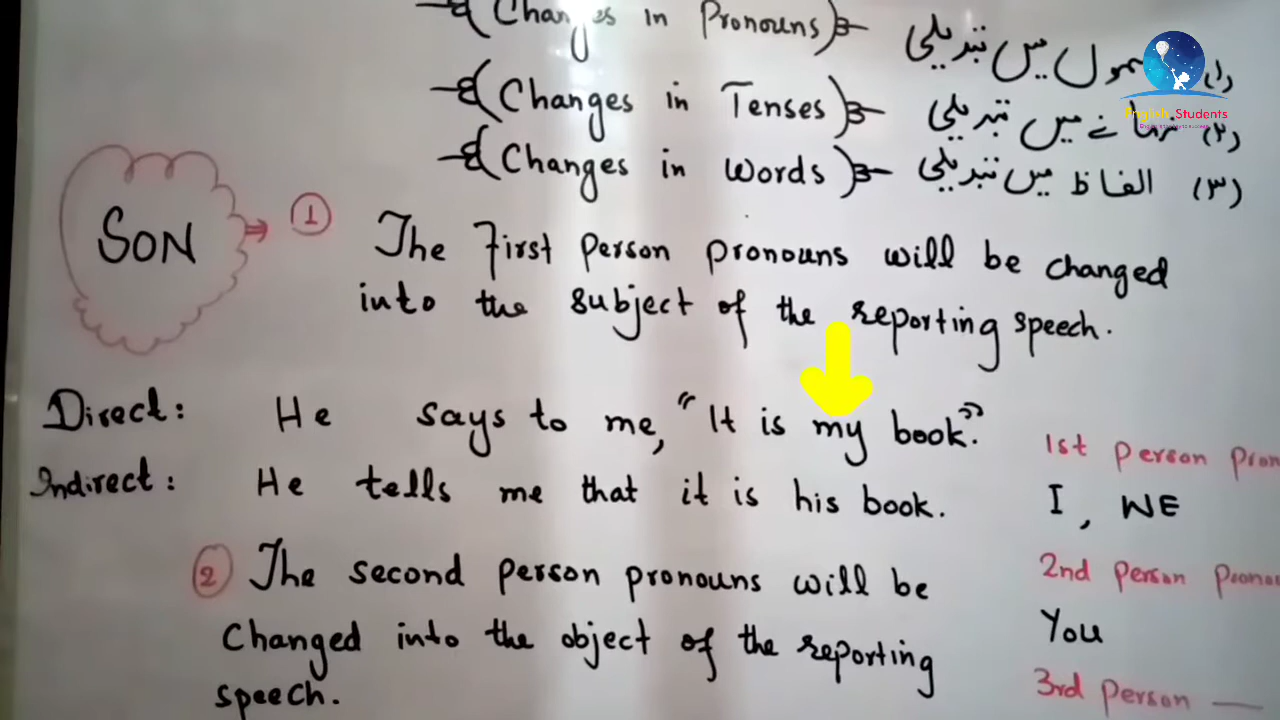 (Changes in Pronouns) میں تبدیلی (۱)
(Changes in Tenses) زمانے میں تبدیلی (۲)
(Changes in Words) الفاظ میں تبدیلی (۳)
English Students
SON ⇒ ① The First person pronouns will be changed
into the subject of the reporting speech.
Direct: He says to me, "It is my book."
Indirect: He tells me that it is his book.
② The second person pronouns will be
changed into the object of the reporting
speech.
1st person pron
I, WE
2nd person prono
You
3rd person —